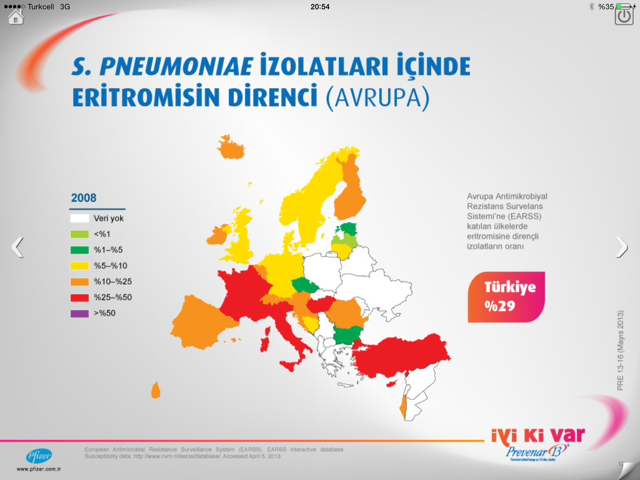 Turkcell 3G
20:54
%35
S. PNEUMONIAE İZOLATLARI İÇİNDE
ERİTROMİSİN DİRENCİ (AVRUPA)
2008
Veri yok
<%1
%1–%5
%5–%10
%10–%25
%25–%50
>%50
Avrupa Antimikrobiyal
Rezistans Survelans
Sistemi'ne (EARSS)
katılan ülkelerde
eritromisine dirençli
izolatların oranı
Türkiye
%29
PRE 13-16 (Mayıs 2013)
European Antimicrobial Resistance Surveillance System (EARSS). EARSS interactive database.
Susceptibility data.
Accessed April 5, 2013.
Pfizer
www.pfizer.com.tr
iyi ki var
Prevenar 13